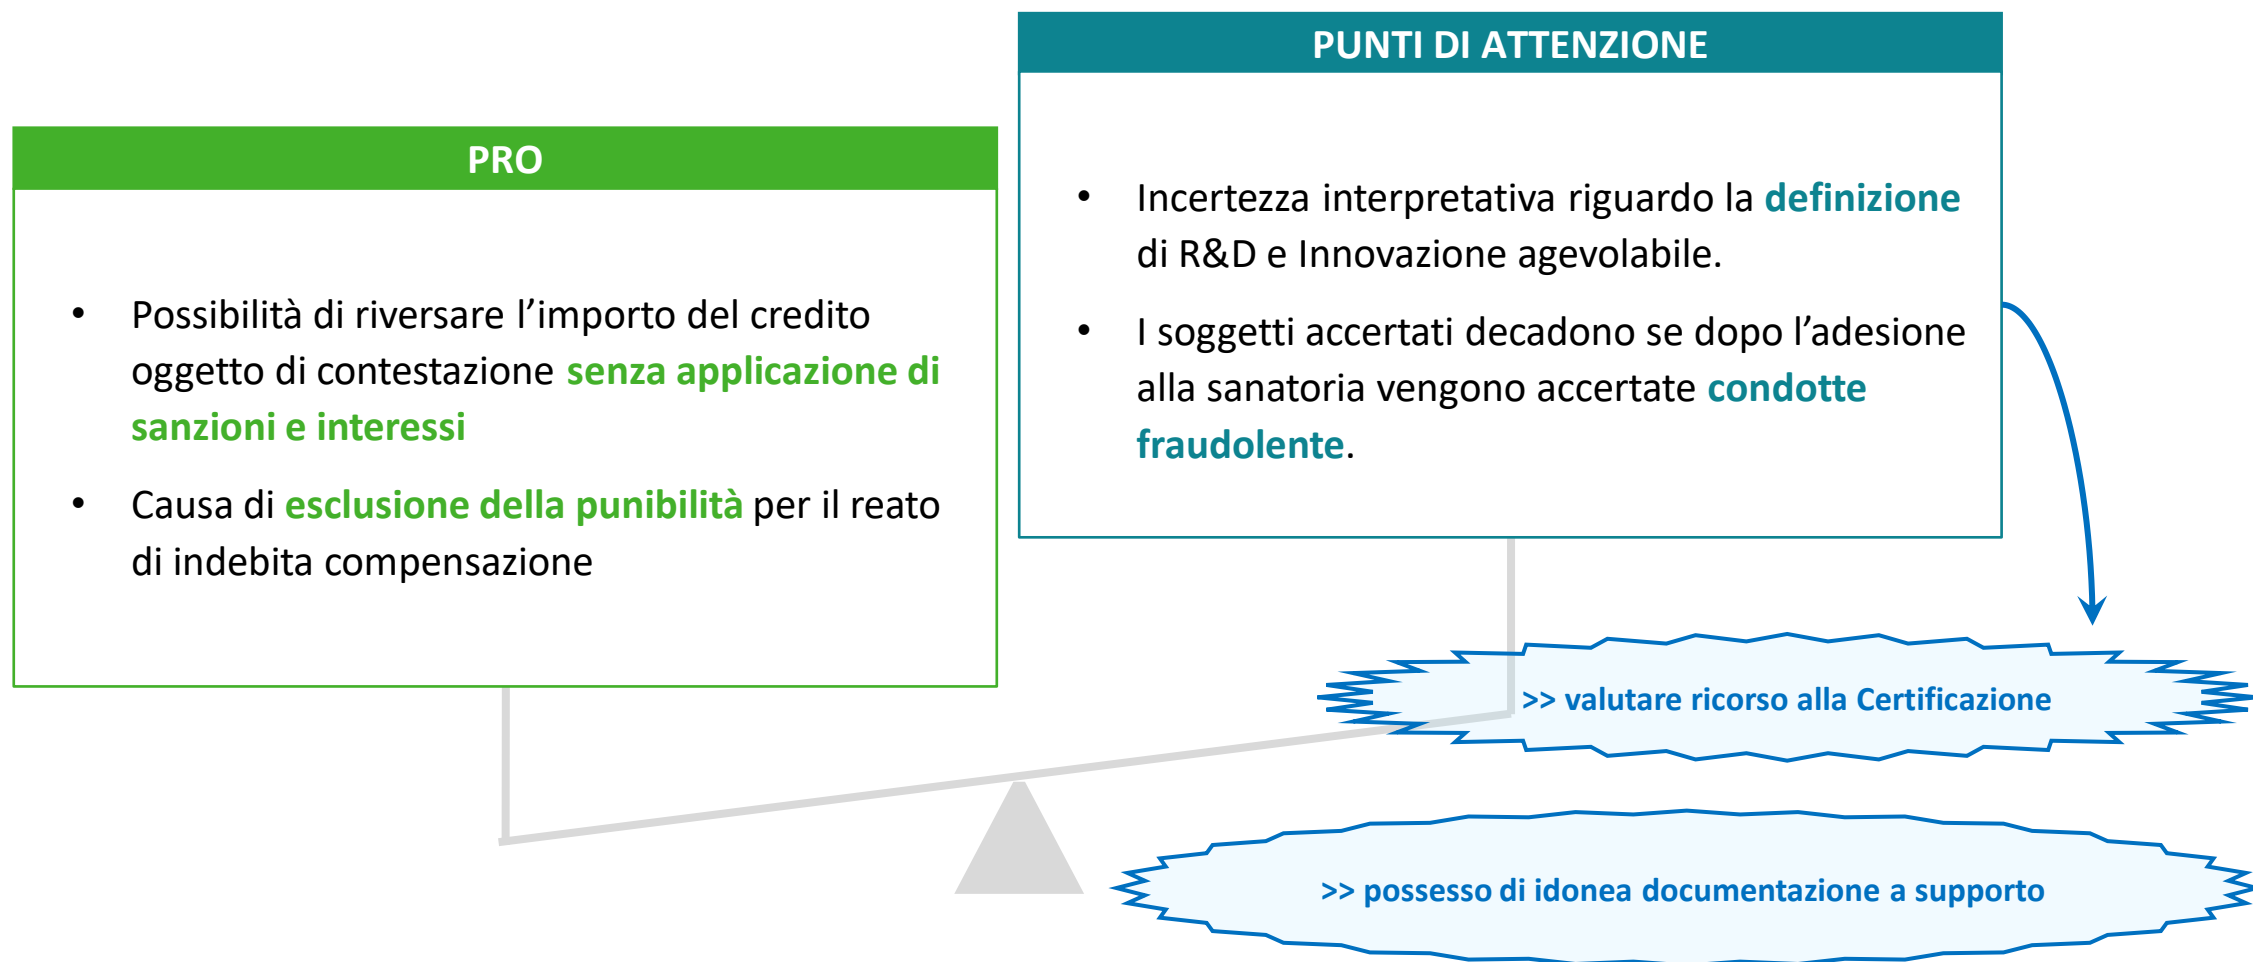 PRO
• Possibilità di riversare l’importo del credito
oggetto di contestazione senza applicazione di
sanzioni e interessi
• Causa di esclusione della punibilità per il reato
di indebita compensazione
PUNTI DI ATTENZIONE
• Incertezza interpretativa riguardo la definizione
di R&D e Innovazione agevolabile.
• I soggetti accertati decadono se dopo l’adesione
alla sanatoria vengono accertate condotte
fraudolente.
>> valutare ricorso alla Certificazione
>> possesso di idonea documentazione a supporto